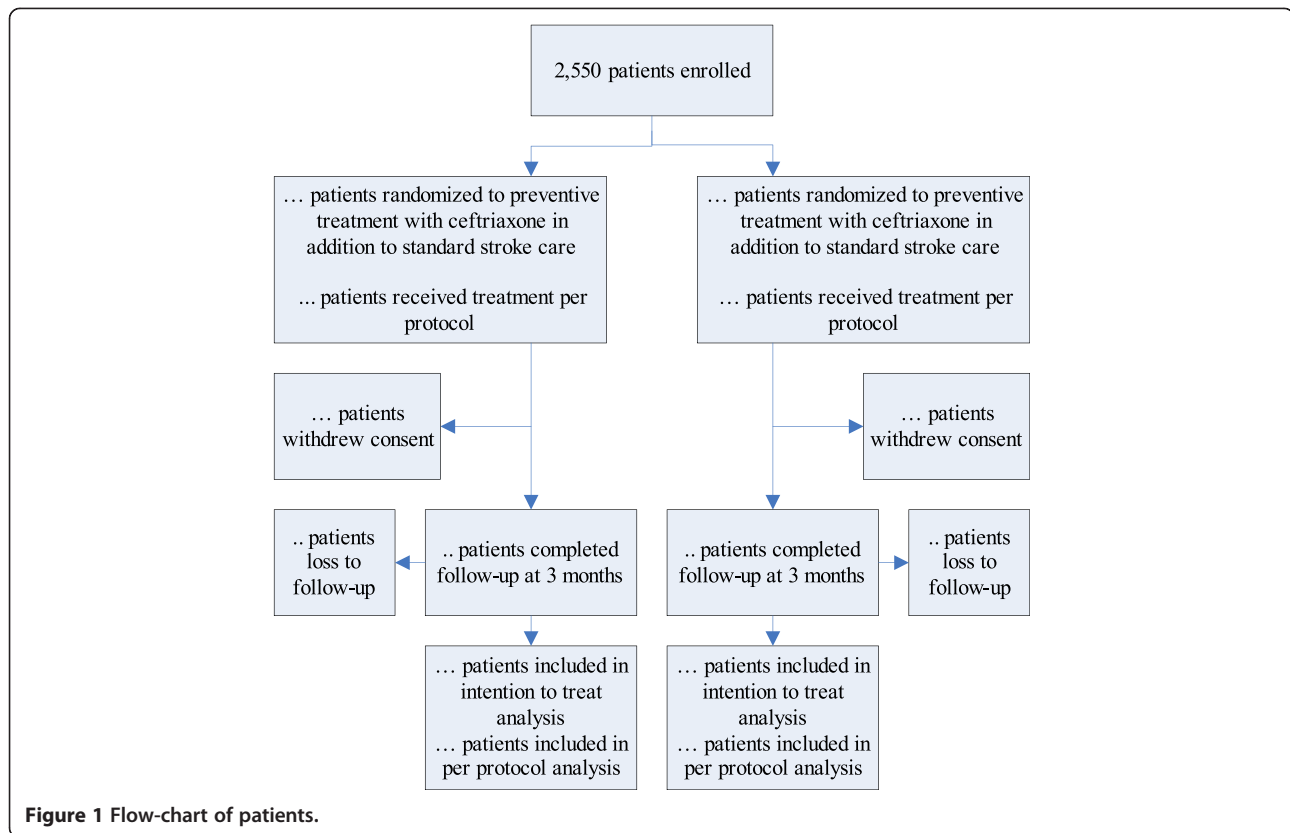 2,550 patients enrolled
… patients randomized to preventive
treatment with ceftriaxone in
addition to standard stroke care
... patients received treatment per
protocol
… patients randomized to preventive
treatment with ceftriaxone in
addition to standard stroke care
… patients received treatment per
protocol
… patients
withdrew consent
… patients
withdrew consent
.. patients
loss to
follow-up
.. patients completed
follow-up at 3 months
.. patients completed
follow-up at 3 months
.. patients
loss to
follow-up
… patients included in
intention to treat
analysis
… patients included in
per protocol analysis
… patients included in
intention to treat
analysis
… patients included in
per protocol analysis
Figure 1 Flow-chart of patients.